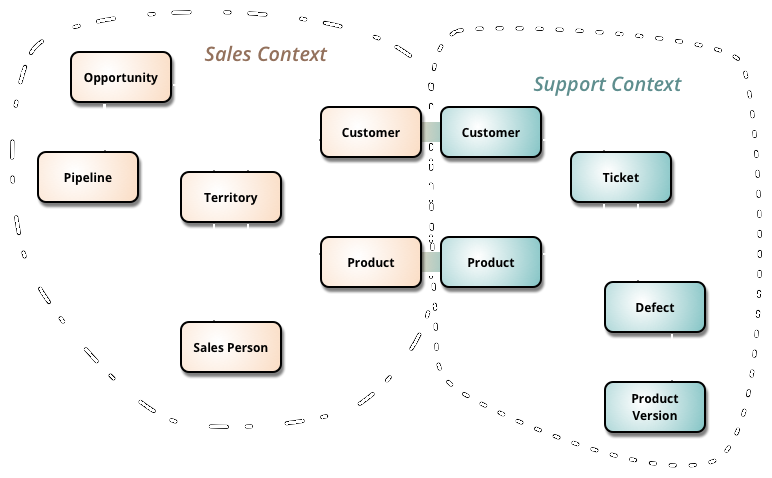 Sales Context
Opportunity
Support Context
Customer
Customer
Pipeline
Territory
Ticket
Product
Product
Defect
Sales Person
Product
Version